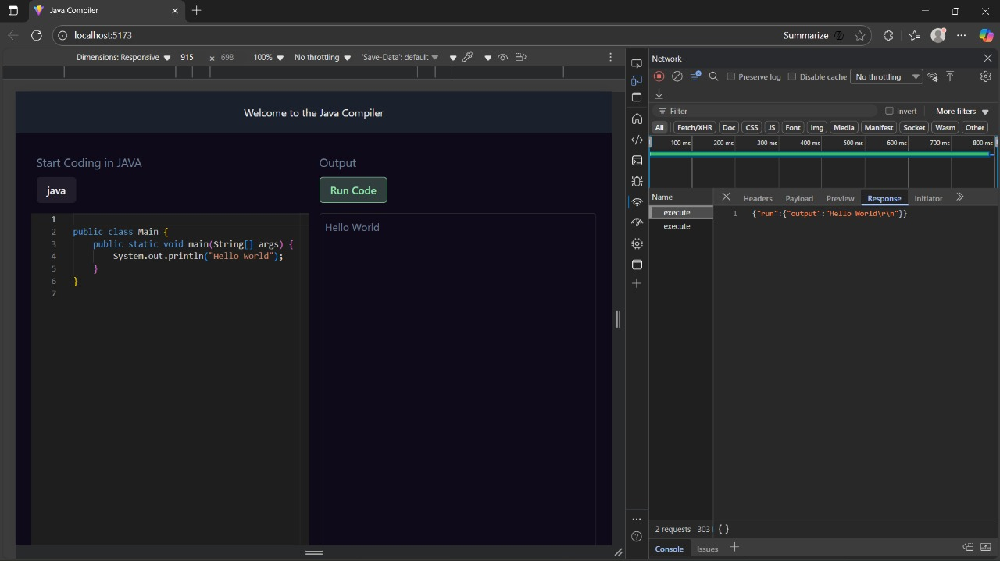 Java Compiler
localhost:5173
Summarize
Dimensions: Responsive 915 x 698 100% No throttling 'Save-Data': default
Welcome to the Java Compiler
Start Coding in JAVA
java
1
2 public class Main {
3 public static void main(String[] args) {
4 System.out.println("Hello World");
5 }
6 }
7
Output
Run Code
Hello World
Network
Preserve log Disable cache No throttling
Filter Invert More filters
All Fetch/XHR Doc CSS JS Font Img Media Manifest Socket Wasm Other
100 ms 200 ms 300 ms 400 ms 500 ms 600 ms 700 ms 800 ms
Name
execute
execute
Headers Payload Preview Response Initiator
1 {"run":{"output":"Hello World\r\n"}}
2 requests 303 { }
Console Issues